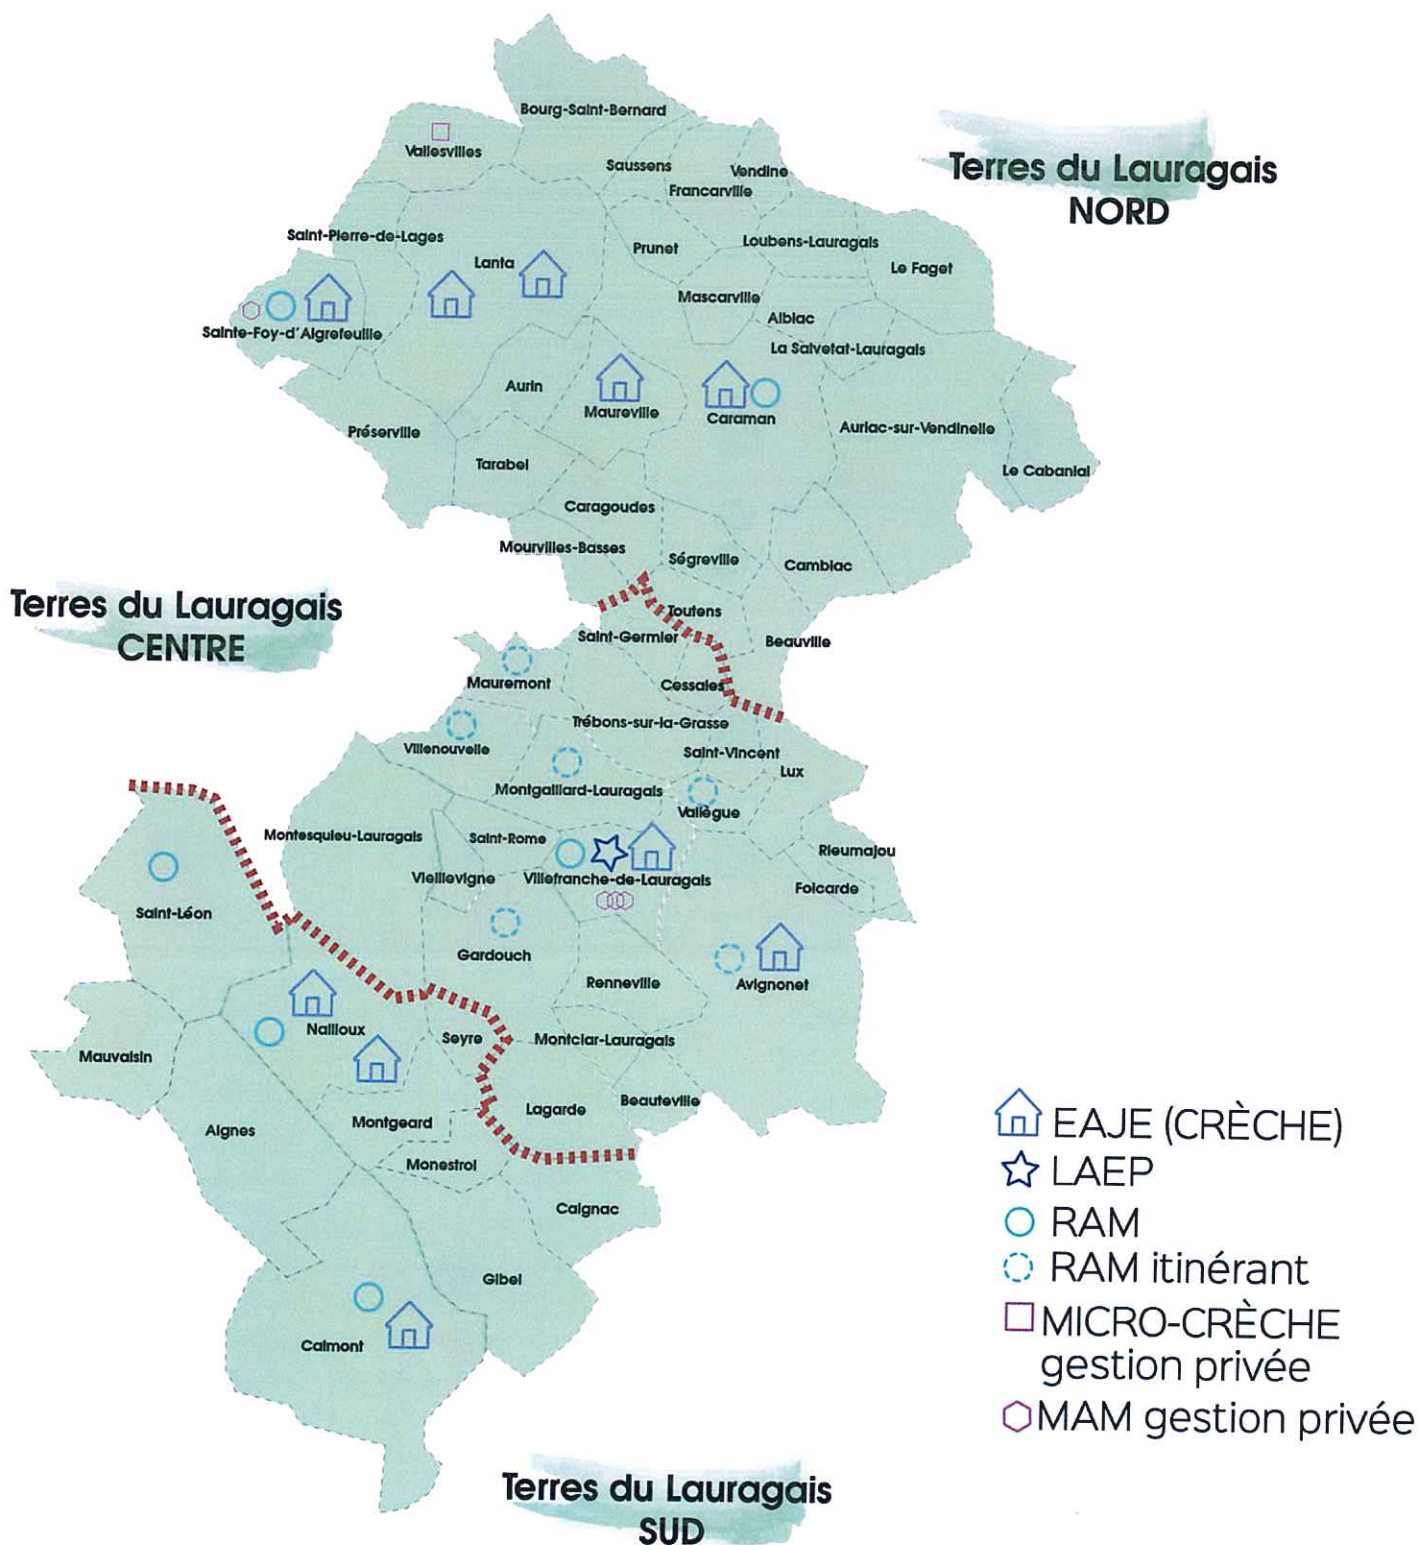 Bourg-Saint-Bernard
Vallesvilles
Saussens
Vendine
Francarville
Terres du Lauragais
NORD
Saint-Pierre-de-Lages
Lanta
Prunet
Loubens-Lauragais
Le Faget
Mascarville
Albiac
Sainte-Foy-d'Aigrefeuille
La Salvetat-Lauragais
Aurin
Maureville
Caraman
Préserville
Auriac-sur-Vendinelle
Tarabel
Le Cabanial
Caragoudes
Mourvilles-Basses
Ségreville
Cambiac
Terres du Lauragais
CENTRE
Toutens
Saint-Germier
Beauville
Mauremont
Cessales
Trébons-sur-la-Grasse
Villenouvelle
Saint-Vincent
Lux
Montgaillard-Lauragais
Vallègue
Montesquieu-Lauragais
Saint-Rome
Rieumajou
Vieillevigne
Villefranche-de-Lauragais
Folcarde
Saint-Léon
Gardouch
Renneville
Avignonet
Nailloux
Seyre
Montclar-Lauragais
Mauvaisin
Beauteville
Lagarde
Aignes
Montgeard
Monestrol
Caignac
Gibel
Calmont
EAJE (CRÈCHE)
LAEP
RAM
RAM itinérant
MICRO-CRÈCHE
gestion privée
MAM gestion privée
Terres du Lauragais
SUD